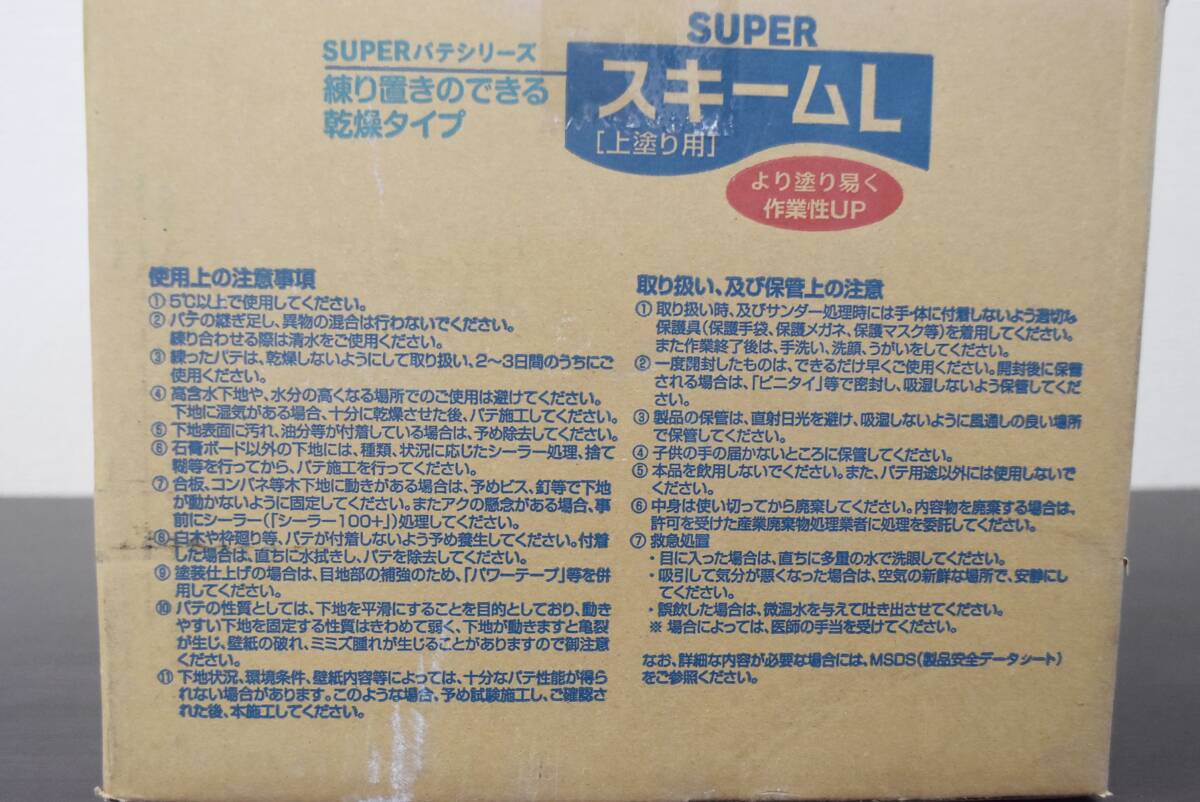 SUPERパテシリーズ
練り置きのできる
乾燥タイプ
SUPER
スキームL
[上塗り用]
より塗り易く
作業性UP
使用上の注意事項
① 5℃以上で使用してください。
② パテの継ぎ足し、異物の混合は行わないでください。
練り合わせる際は清水をご使用ください。
③ 練ったパテは、乾燥しないようにして取り扱い、2〜3日間のうちにご
使用ください。
④ 高含水下地や、水分の高くなる場所でのご使用は避けてください。
下地に湿気がある場合、十分に乾燥させた後、パテ施工してください。
⑤ 下地表面に汚れ、油分等が付着している場合は、予め除去してください。
⑥ 石膏ボード以外の下地には、種類、状況に応じたシーラー処理、捨て
糊等を行ってから、パテ施工を行ってください。
⑦ 合板、コンパネ等木下地に動きがある場合は、予めビス、釘等で下地
が動かないように固定してください。またアクの懸念がある場合、事
前にシーラー(「シーラー100+」)処理してください。
⑧ 白木や枠廻り等、パテが付着しないよう予め養生してください。付着
した場合は、直ちに水拭きし、パテを除去してください。
⑨ 塗装仕上げの場合は、目地部の補強のため、「パワーテープ」等を併
用してください。
⑩ パテの性質としては、下地を平滑にすることを目的としており、動き
やすい下地を固定する性質はきわめて弱く、下地が動きますと亀裂
が生じ、壁紙の破れ、ミミズ腫れが生じることがありますので御注意
ください。
⑪ 下地状況、環境条件、壁紙内容等によっては、十分なパテ性能が得ら
れない場合があります。このような場合、予め試験施工し、ご確認さ
れた後、本施工してください。
取り扱い、及び保管上の注意
① 取り扱い時、及びサンダー処理時には手・体に付着しないよう適切な
保護具(保護手袋、保護メガネ、保護マスク等)を着用してください。
また作業終了後は、手洗い、洗顔、うがいをしてください。
② 一度開封したものは、できるだけ早くご使用ください。開封後に保管
される場合は、「ビニタイ」等で密封し、吸湿しないよう保管してくだ
さい。
③ 製品の保管は、直射日光を避け、吸湿しないように風通しの良い場所
で保管してください。
④ 子供の手の届かないところに保管してください。
⑤ 本品を飲用しないでください。また、パテ用途以外には使用しないで
ください。
⑥ 中身は使い切ってから廃棄してください。内容物を廃棄する場合は、
許可を受けた産業廃棄物処理業者に処理を委託してください。
⑦ 救急処置
・目に入った場合は、直ちに多量の水で洗眼してください。
・吸引して気分が悪くなった場合は、空気の新鮮な場所で、安静にし
てください。
・誤飲した場合は、微温水を与えて吐き出させてください。
※ 場合によっては、医師の手当を受けてください。
なお、詳細な内容が必要な場合には、MSDS(製品安全データシート)
をご参照ください。